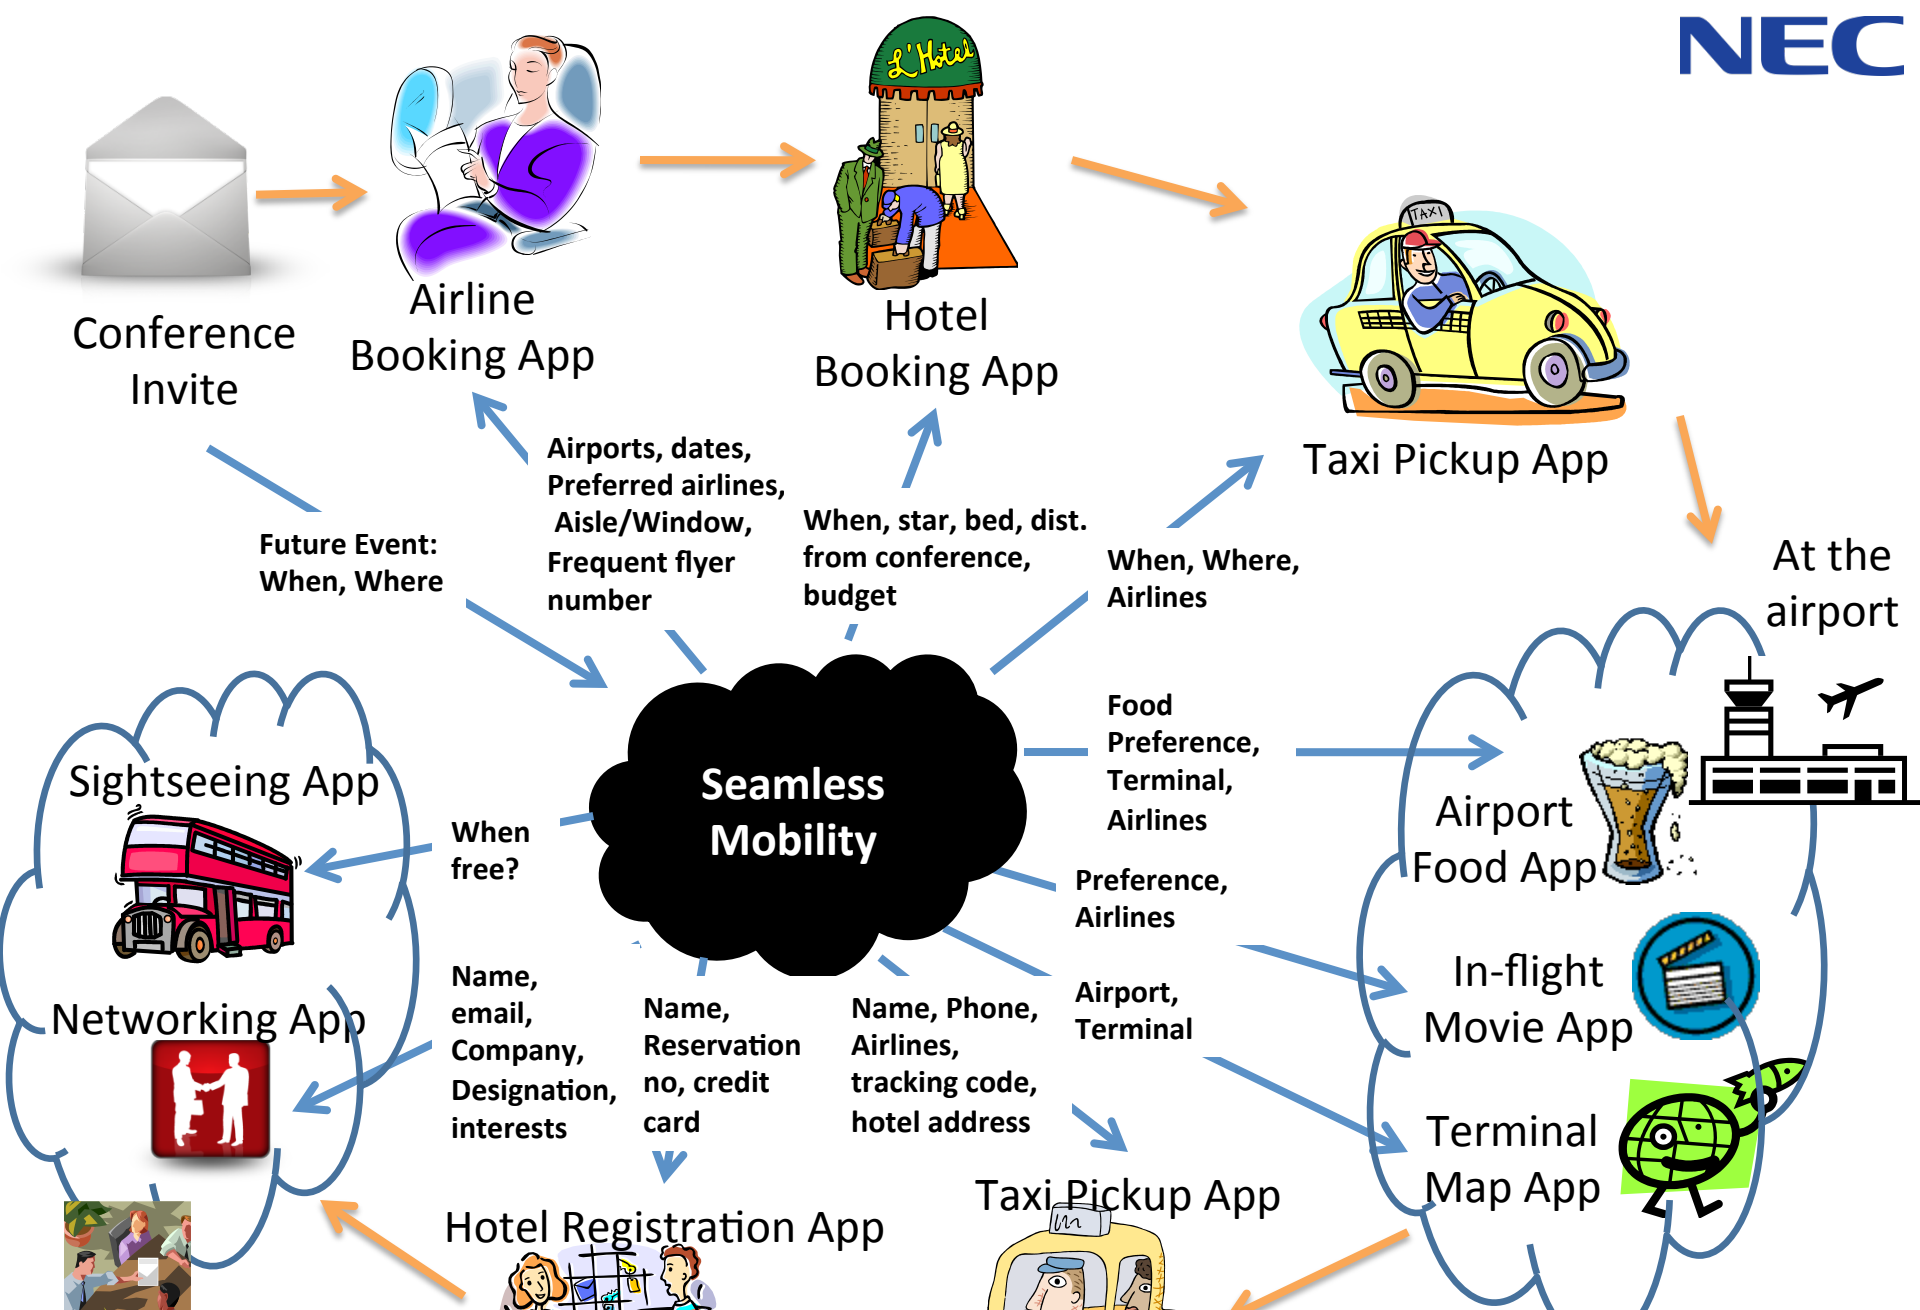 NEC
L'Hotel
TAXI
Conference
Invite
Airline
Booking App
Hotel
Booking App
Taxi Pickup App
At the
airport
Future Event:
When, Where
Airports, dates,
Preferred airlines,
Aisle/Window,
Frequent flyer
number
When, star, bed, dist.
from conference,
budget
When, Where,
Airlines
Seamless
Mobility
Food
Preference,
Terminal,
Airlines
Airport
Food App
Preference,
Airlines
In-flight
Movie App
Airport,
Terminal
Terminal
Map App
Sightseeing App
When
free?
Networking App
Name,
email,
Company,
Designation,
interests
Name,
Reservation
no, credit
card
Name, Phone,
Airlines,
tracking code,
hotel address
Hotel Registration App
Taxi Pickup App